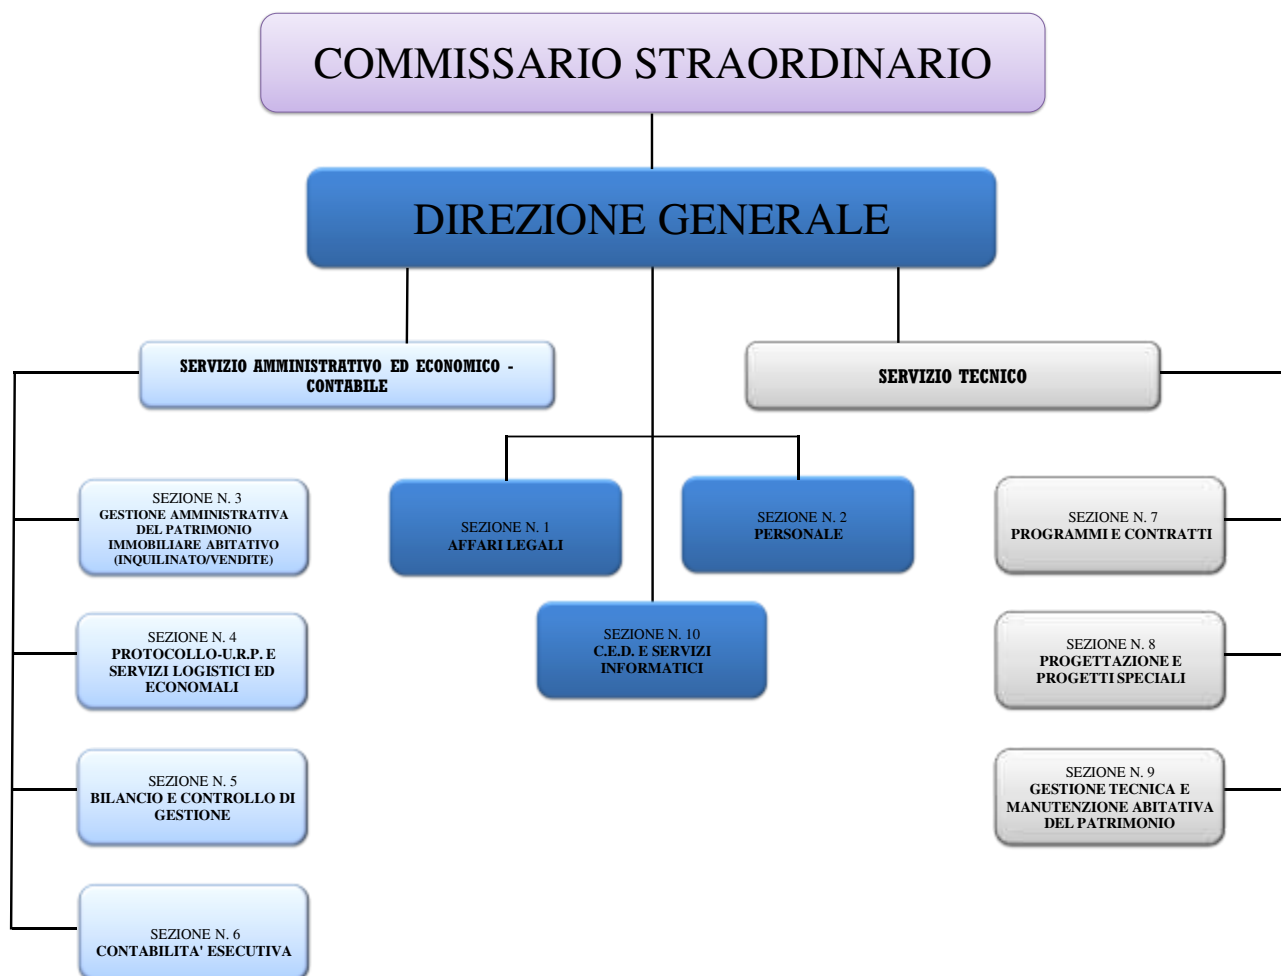 COMMISSARIO STRAORDINARIO
DIREZIONE GENERALE
SERVIZIO AMMINISTRATIVO ED ECONOMICO -
CONTABILE
SERVIZIO TECNICO
SEZIONE N. 3
GESTIONE AMMINISTRATIVA
DEL PATRIMONIO
IMMOBILIARE ABITATIVO
(INQUILINATO/VENDITE)
SEZIONE N. 1
AFFARI LEGALI
SEZIONE N. 2
PERSONALE
SEZIONE N. 7
PROGRAMMI E CONTRATTI
SEZIONE N. 4
PROTOCOLLO-U.R.P. E
SERVIZI LOGISTICI ED
ECONOMALI
SEZIONE N. 10
C.E.D. E SERVIZI
INFORMATICI
SEZIONE N. 8
PROGETTAZIONE E
PROGETTI SPECIALI
SEZIONE N. 5
BILANCIO E CONTROLLO DI
GESTIONE
SEZIONE N. 9
GESTIONE TECNICA E
MANUTENZIONE ABITATIVA
DEL PATRIMONIO
SEZIONE N. 6
CONTABILITA' ESECUTIVA